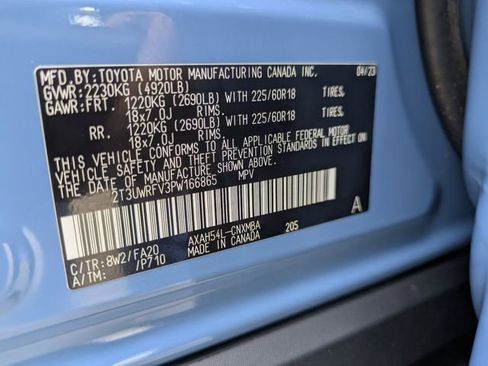 MFD.BY:TOYOTA MOTOR MANUFACTURING CANADA INC. 04/23
GVWR:2230KG (4920LB)
GAWR:FRT. 1220KG (2690LB) WITH 225/60R18 TIRES,
18x7.0J RIMS.
RR. 1220KG (2690LB) WITH 225/60R18 TIRES,
18x7.0J RIMS.
THIS VEHICLE CONFORMS TO ALL APPLICABLE FEDERAL MOTOR
VEHICLE SAFETY AND THEFT PREVENTION STANDARDS IN EFFECT ON
THE DATE OF MANUFACTURE SHOWN ABOVE.
2T3UWRFV3PW166865 MPV
C/TR:8W2/FA20 AXAH54L-CNXMBA 205 A
A/TM: /P710 MADE IN CANADA